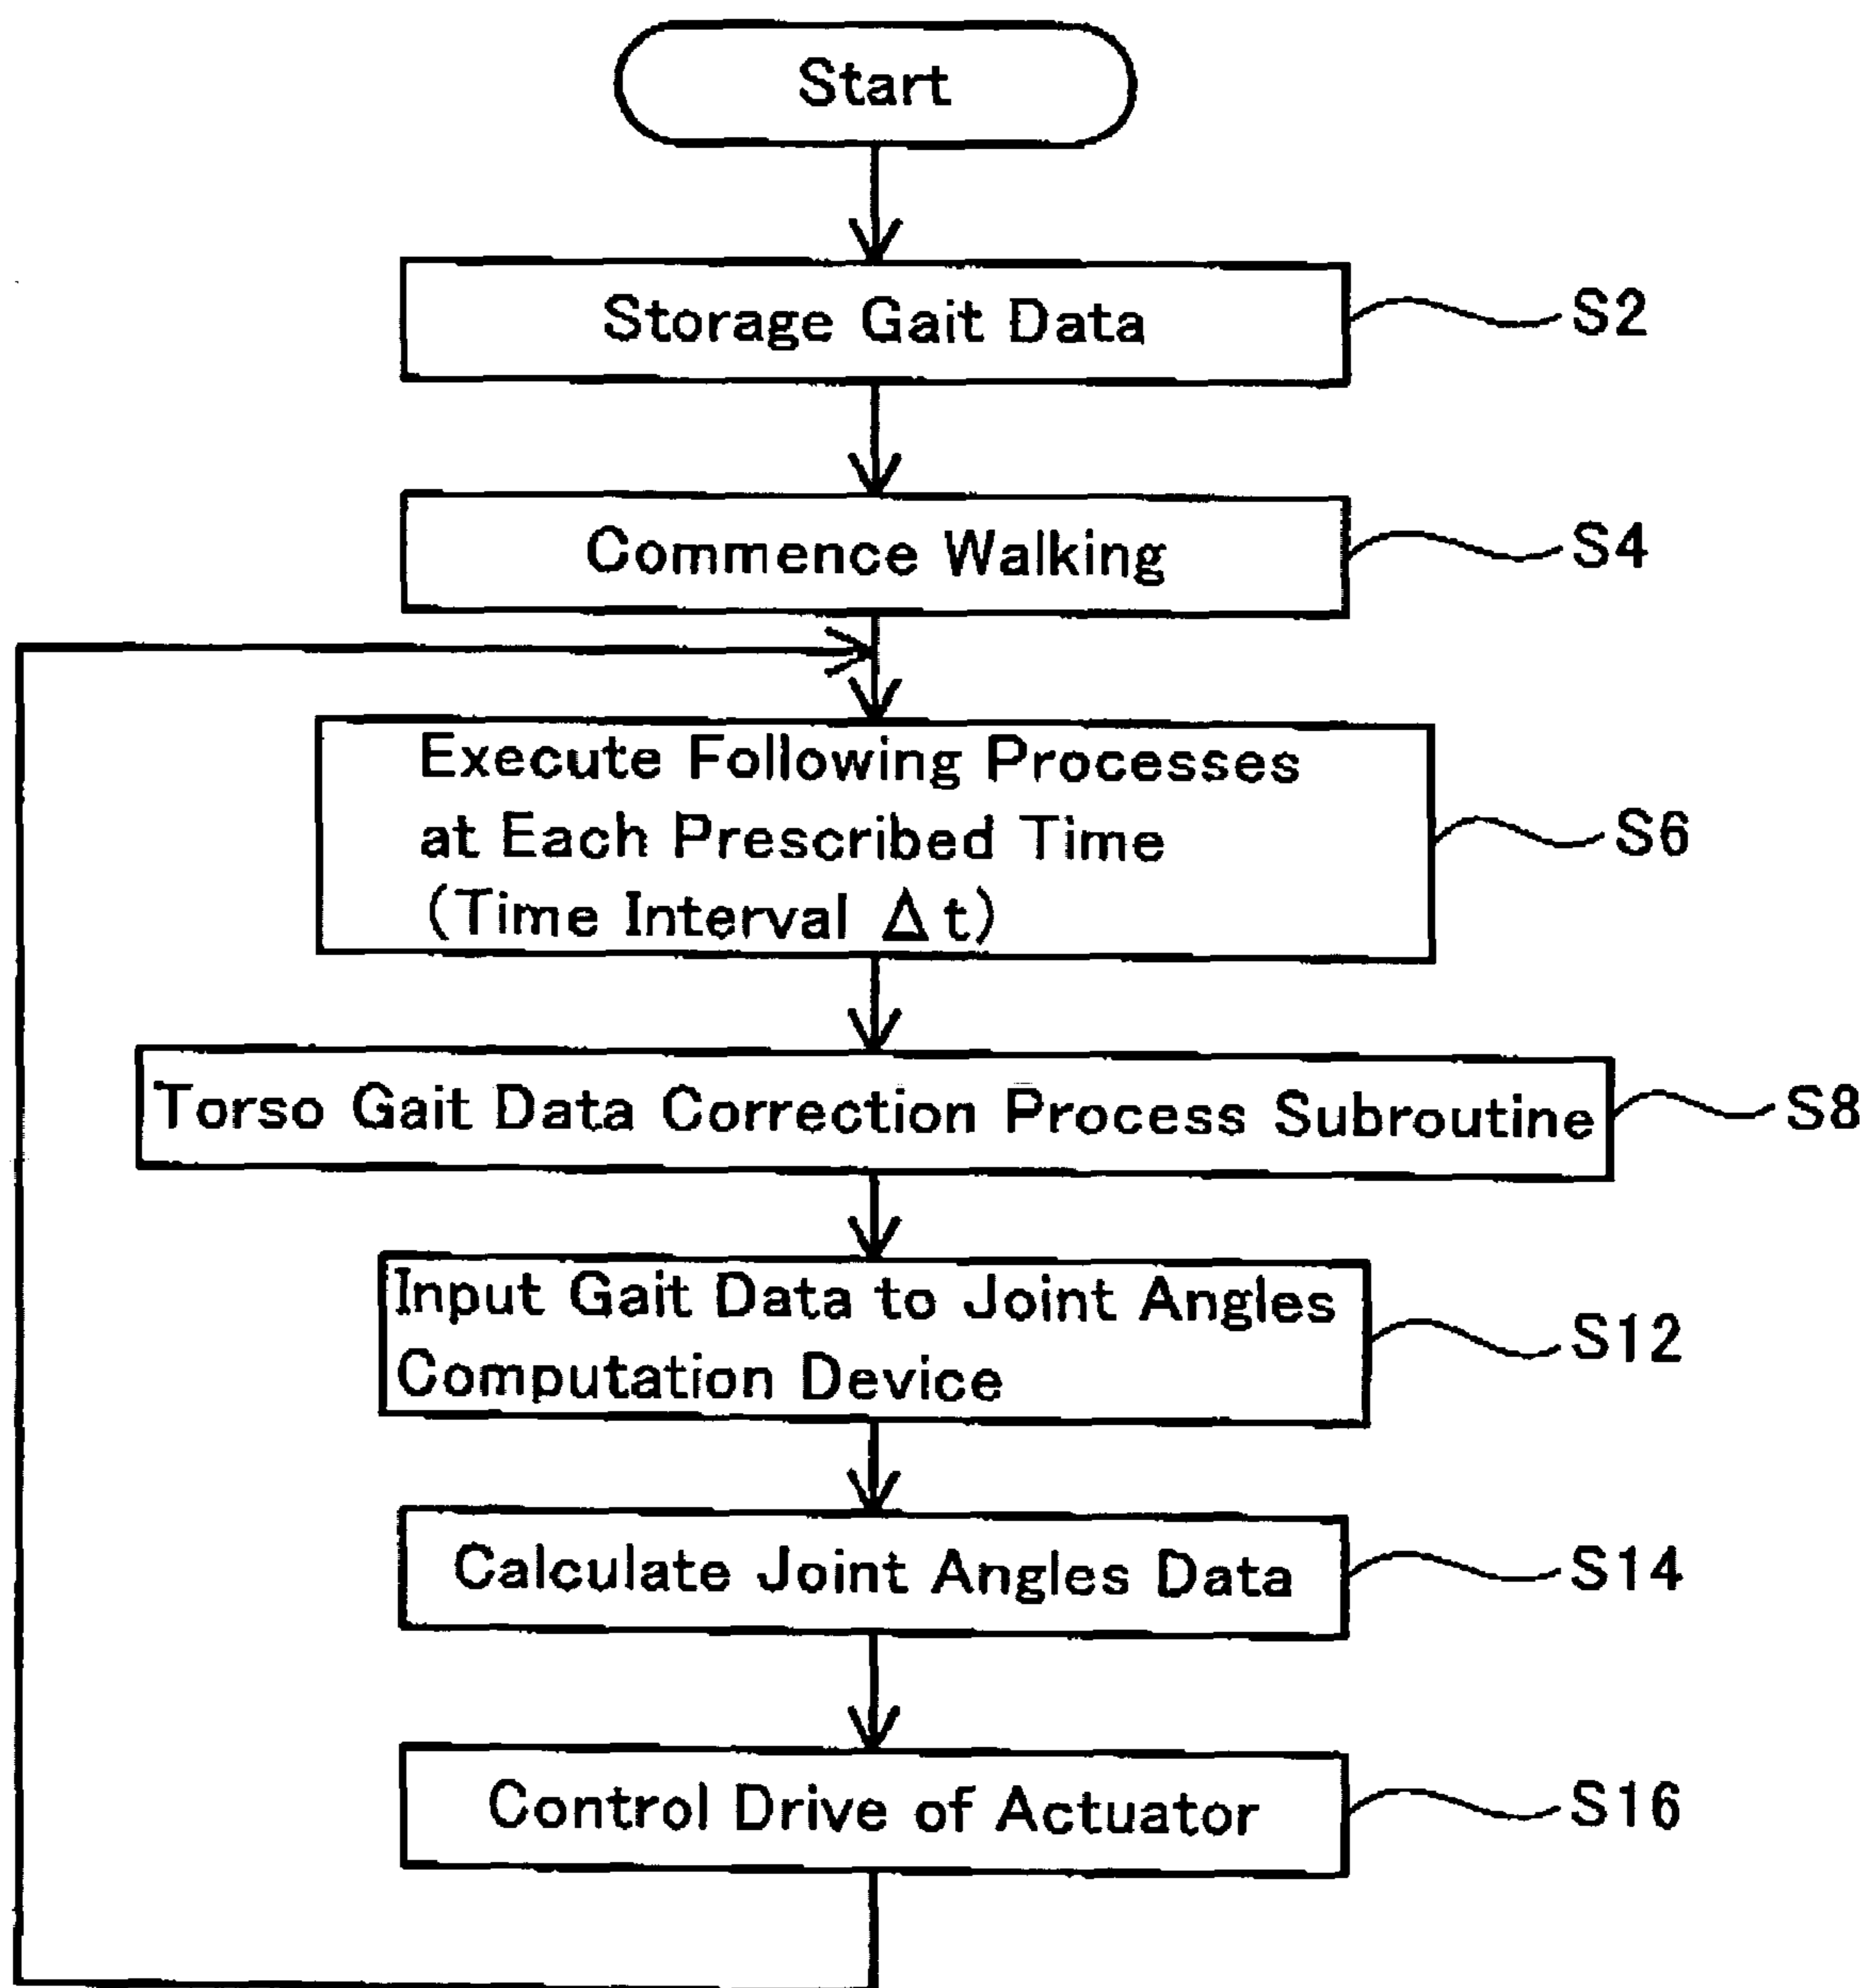 Start
Storage Gait Data
S2
Commence Walking
S4
Execute Following Processes
at Each Prescribed Time
(Time Interval Δt)
S6
Torso Gait Data Correction Process Subroutine
S8
Input Gait Data to Joint Angles
Computation Device
S12
Calculate Joint Angles Data
S14
Control Drive of Actuator
S16